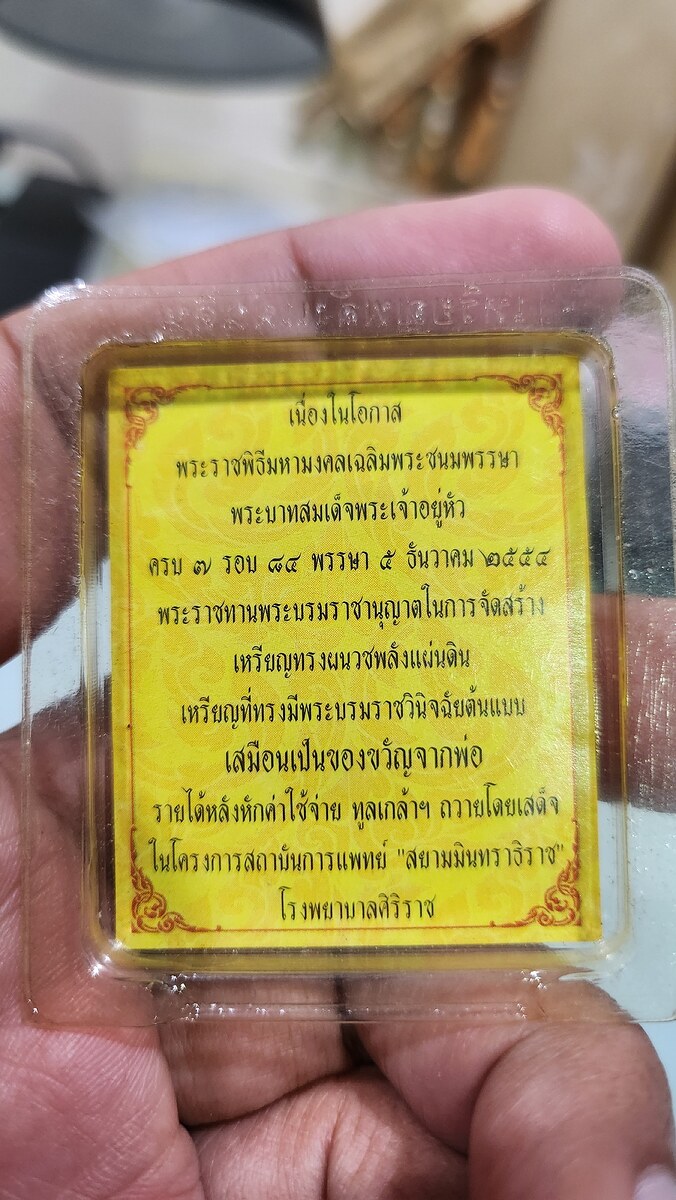 เนื่องในโอกาส
พระราชพิธีมหามงคลเฉลิมพระชนมพรรษา
พระบาทสมเด็จพระเจ้าอยู่หัว
ครบ ๗ รอบ ๘๔ พรรษา ๕ ธันวาคม ๒๕๕๔
พระราชทานพระบรมราชานุญาตในการจัดสร้าง
เหรียญทรงผนวชพลังแผ่นดิน
เหรียญที่ทรงมีพระบรมราชวินิจฉัยต้นแบบ
เสมือนเป็นของขวัญจากพ่อ
รายได้หลังหักค่าใช้จ่าย ทูลเกล้าฯ ถวายโดยเสด็จ
ในโครงการสถาบันการแพทย์ "สยามมินทราธิราช"
โรงพยาบาลศิริราช